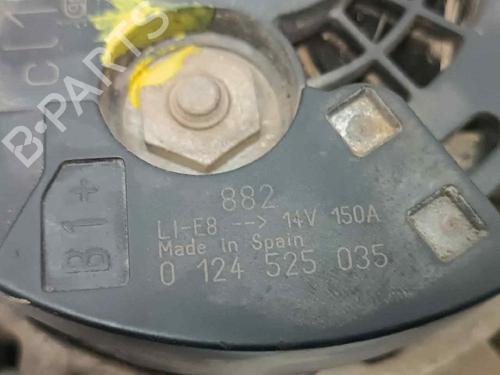 882
LI-E8 --> 14V 150A
Made in Spain
0 124 525 035
B1+
B-PARTS